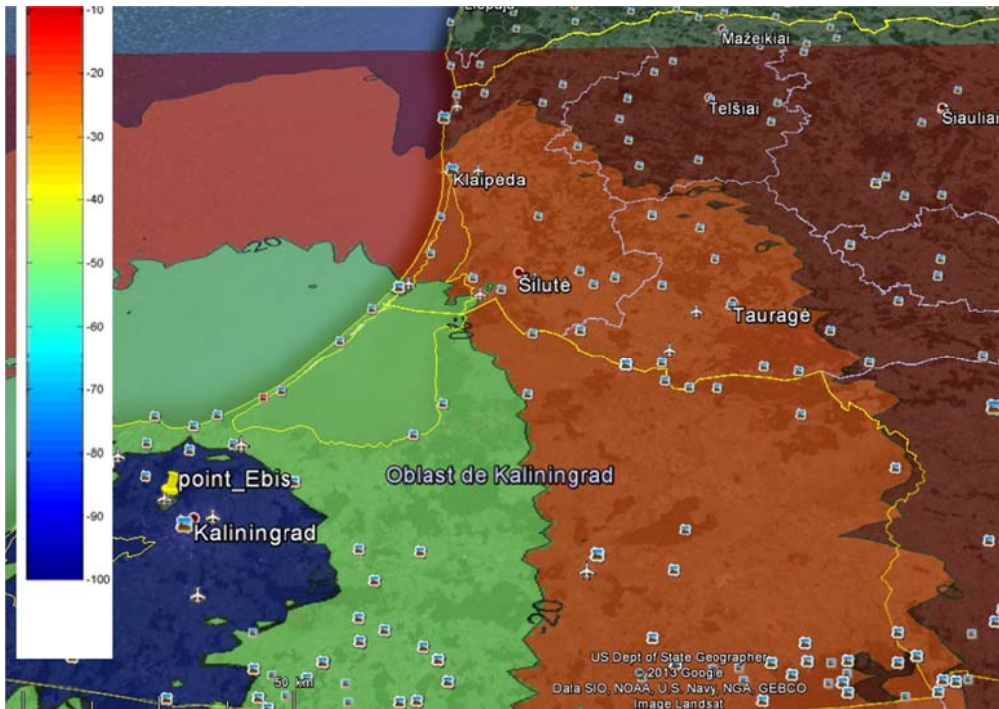 -10
-20
-30
-40
-50
-60
-70
-80
-90
-100
Liepaja
Mažeikiai
Telšiai
Šiauliai
Klaipėda
-20
Šilutė
Tauragė
Oblast de Kaliningrad
point_Ebis
Kaliningrad
-20
50 km
US Dept of State Geographer
© 2013 Google
Data SIO, NOAA, U.S. Navy, NGA, GEBCO
Image Landsat